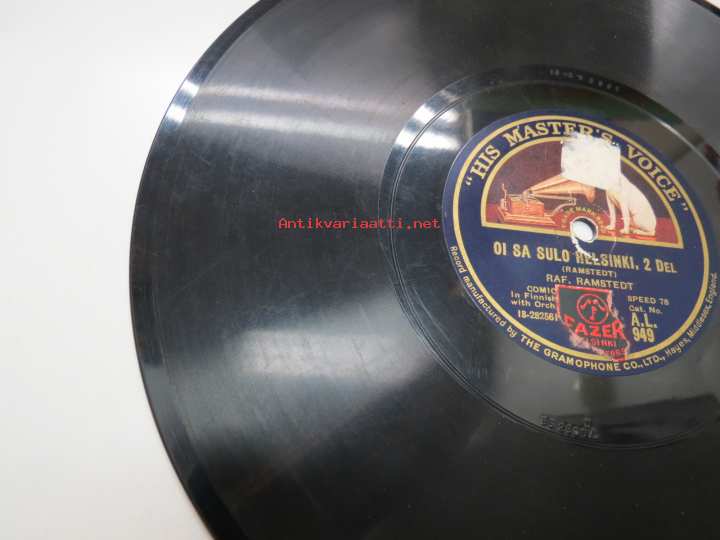 "HIS MASTER'S VOICE"
Antikvariaatti.net
OI SA SULO HELSINKI, 2 DEL
(RAMSTEDT)
RAF. RAMSTEDT
COMIC
In Finnish
with Orch
SPEED 78
Cat. No.
A.L.
949
FAZER
Record manufactured by THE GRAMOPHONE CO., LTD., Hayes, Middlesex, England.